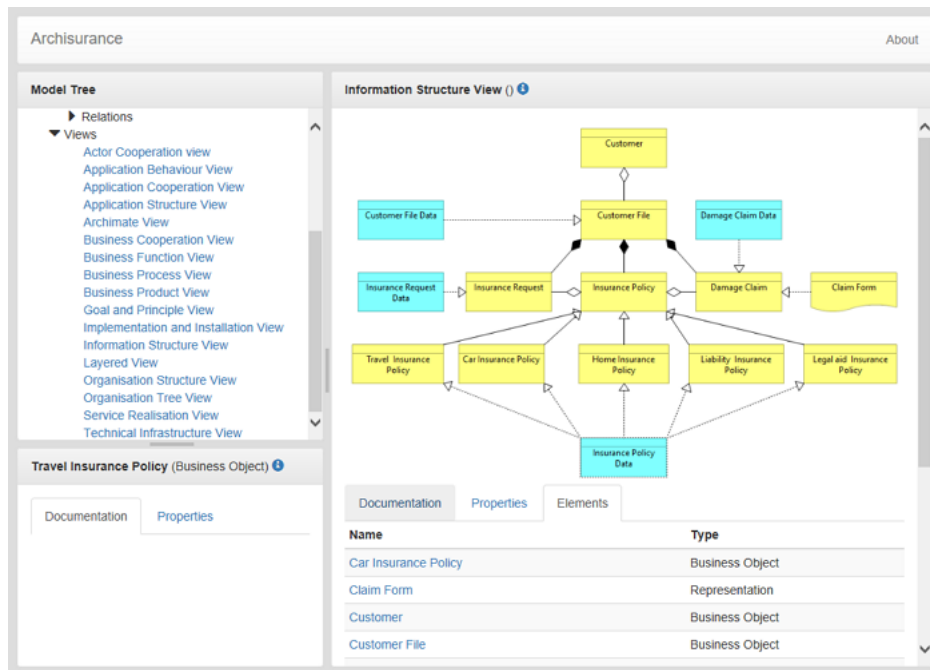 Archisurance
About
Model Tree
Relations
Views
Actor Cooperation view
Application Behaviour View
Application Cooperation View
Application Structure View
Archimate View
Business Cooperation View
Business Function View
Business Process View
Business Product View
Goal and Principle View
Implementation and Installation View
Information Structure View
Layered View
Organisation Structure View
Organisation Tree View
Service Realisation View
Technical Infrastructure View
Travel Insurance Policy (Business Object)
Documentation Properties
Information Structure View ()
Customer
Customer File Data
Customer File
Damage Claim Data
Insurance Request
Data
Insurance Request
Insurance Policy
Damage Claim
Claim Form
Travel Insurance
Policy
Car Insurance Policy
Home Insurance
Policy
Liability Insurance
Policy
Legal aid Insurance
Policy
Insurance Policy
Data
Documentation Properties Elements
Name Type
Car Insurance Policy Business Object
Claim Form Representation
Customer Business Object
Customer File Business Object